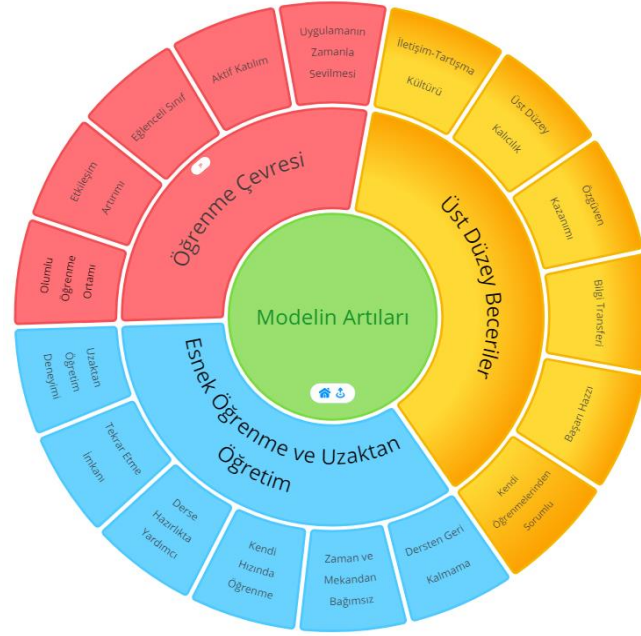 Modelin Artıları
Öğrenme Çevresi
Olumlu
Öğrenme
Ortamı
Etkileşim
Artırımı
Eğlenceli Sınıf
Aktif Katılım
Uygulamanın
Zamanla
Sevilmesi
Üst Düzey Beceriler
İletişim-Tartışma
Kültürü
Üst Düzey
Kalıcılık
Özgüven
Kazanımı
Bilgi Transferi
Başarı Hazzı
Kendi
Öğrenmelerinden
Sorumlu
Esnek Öğrenme ve Uzaktan
Öğretim
Dersten Geri
Kalmama
Zaman ve
Mekandan
Bağımsız
Kendi
Hızında
Öğrenme
Derse
Hazırlıkta
Yardımcı
Tekrar Etme
İmkanı
Uzaktan
Öğretim
Deneyimi